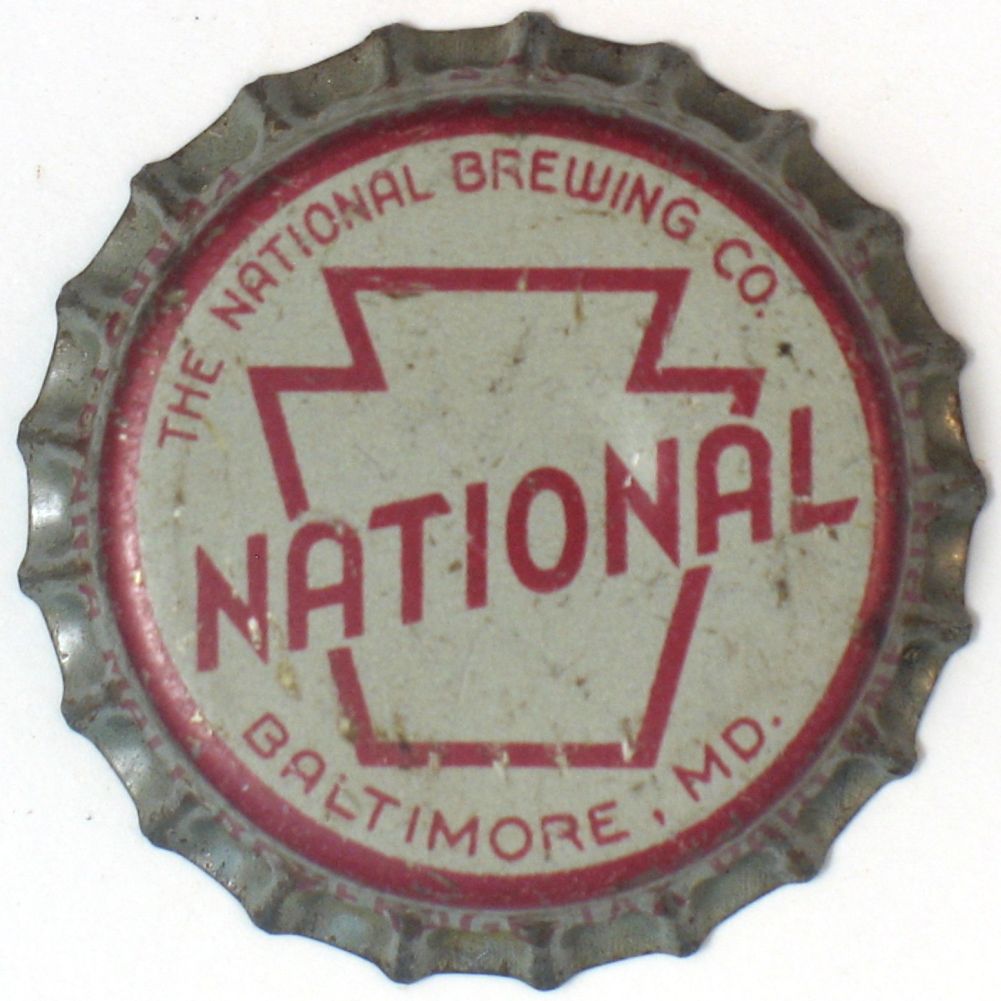 THE NATIONAL BREWING CO.
NATIONAL
BALTIMORE, MD.